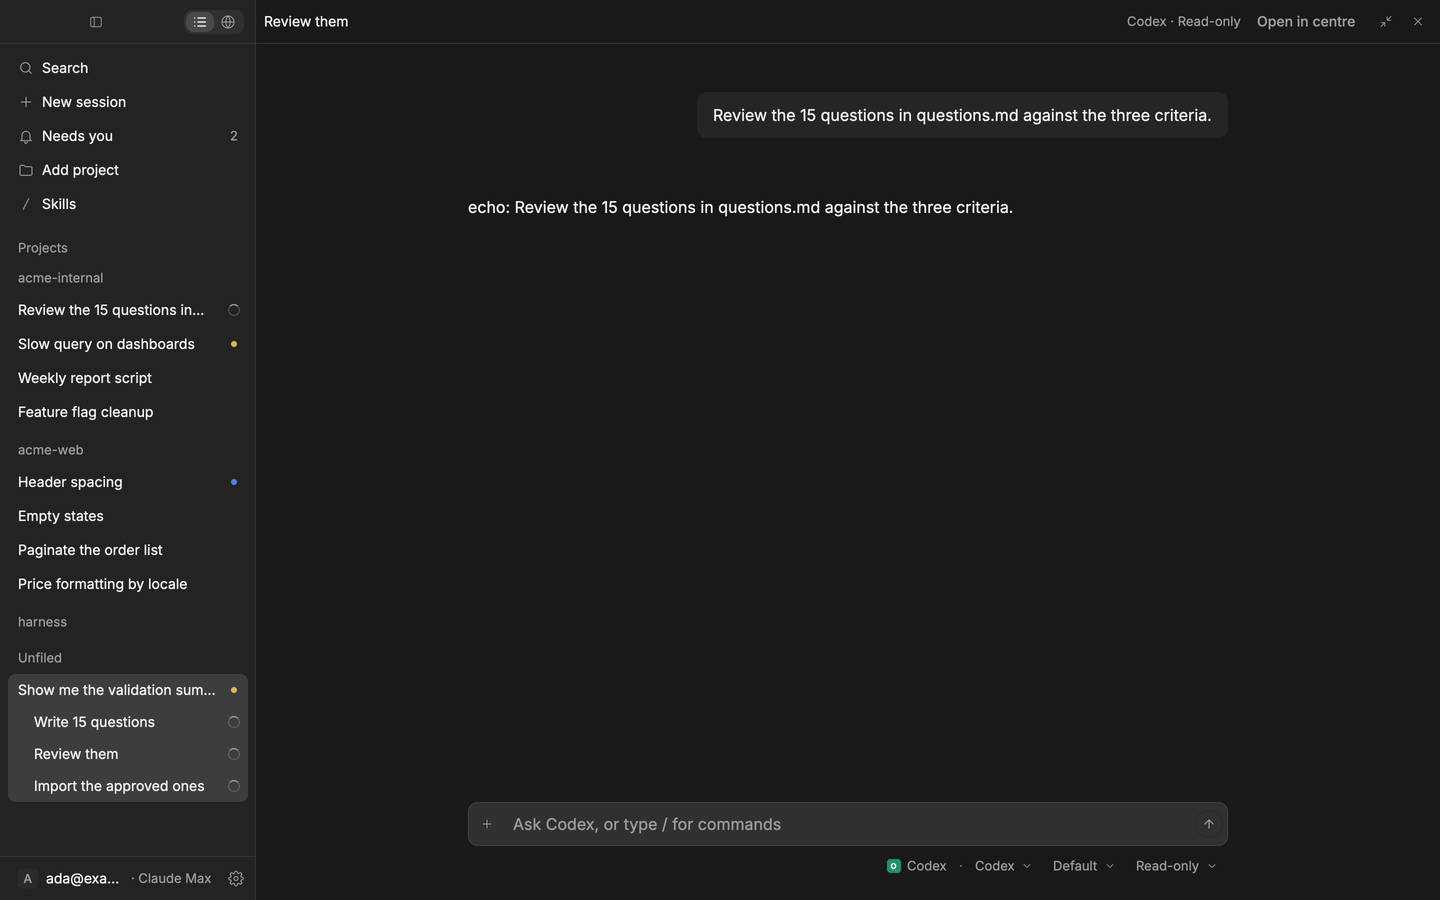 Review them
Codex · Read-only
Open in centre
Search
New session
Needs you 2
Add project
Skills
Projects
acme-internal
Review the 15 questions in...
Slow query on dashboards
Weekly report script
Feature flag cleanup
acme-web
Header spacing
Empty states
Paginate the order list
Price formatting by locale
harness
Unfiled
Show me the validation sum...
Write 15 questions
Review them
Import the approved ones
A ada@exa... · Claude Max
Review the 15 questions in questions.md against the three criteria.
echo: Review the 15 questions in questions.md against the three criteria.
Ask Codex, or type / for commands
Codex · Codex Default Read-only